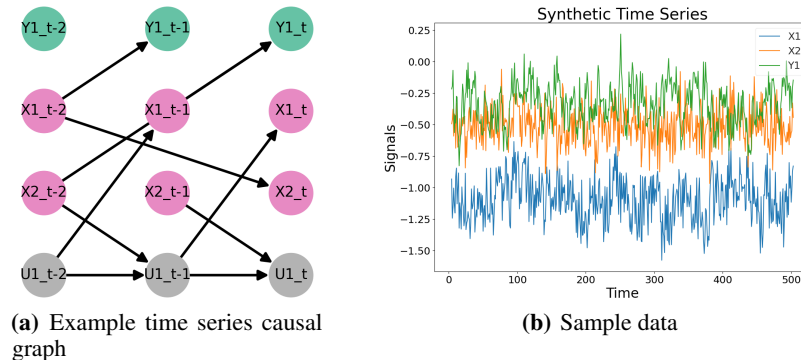 Y1_t-2 Y1_t-1 Y1_t
X1_t-2 X1_t-1 X1_t
X2_t-2 X2_t-1 X2_t
U1_t-2 U1_t-1 U1_t
(a) Example time series causal
graph
Synthetic Time Series
0.25
0.00
−0.25
−0.50
−0.75
−1.00
−1.25
−1.50
Signals
X1
X2
Y1
0 100 200 300 400 500
Time
(b) Sample data